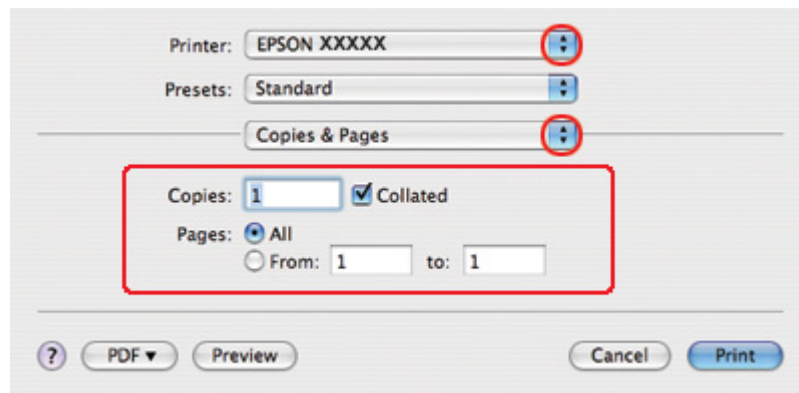 Printer: EPSON XXXXX
Presets: Standard
Copies & Pages
Copies: 1 Collated
Pages: All
From: 1 to: 1
? PDF ▼ Preview Cancel Print